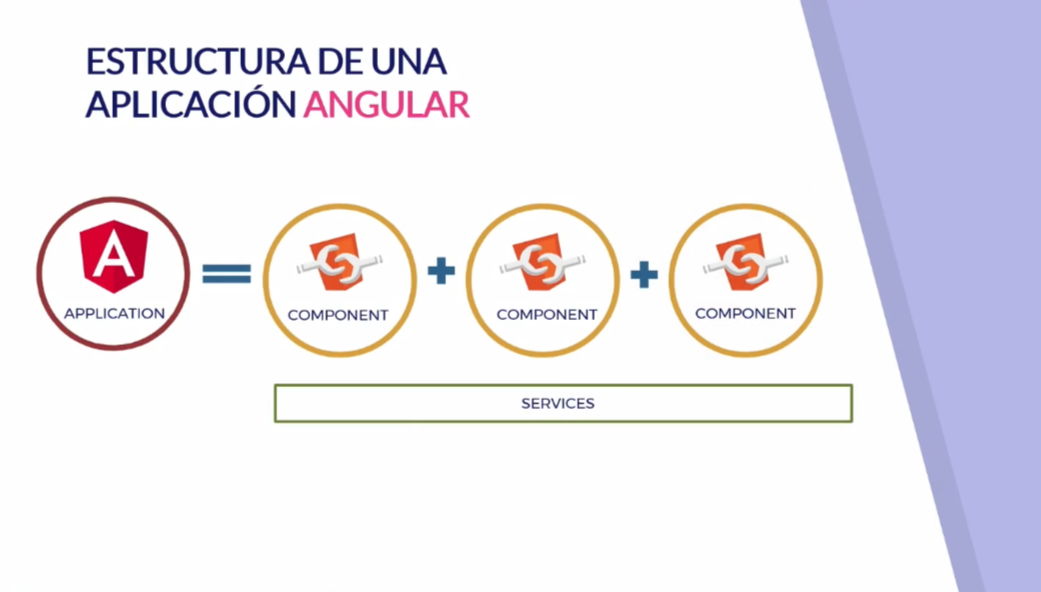 ESTRUCTURA DE UNA
APLICACIÓN ANGULAR
APPLICATION
COMPONENT
COMPONENT
COMPONENT
SERVICES